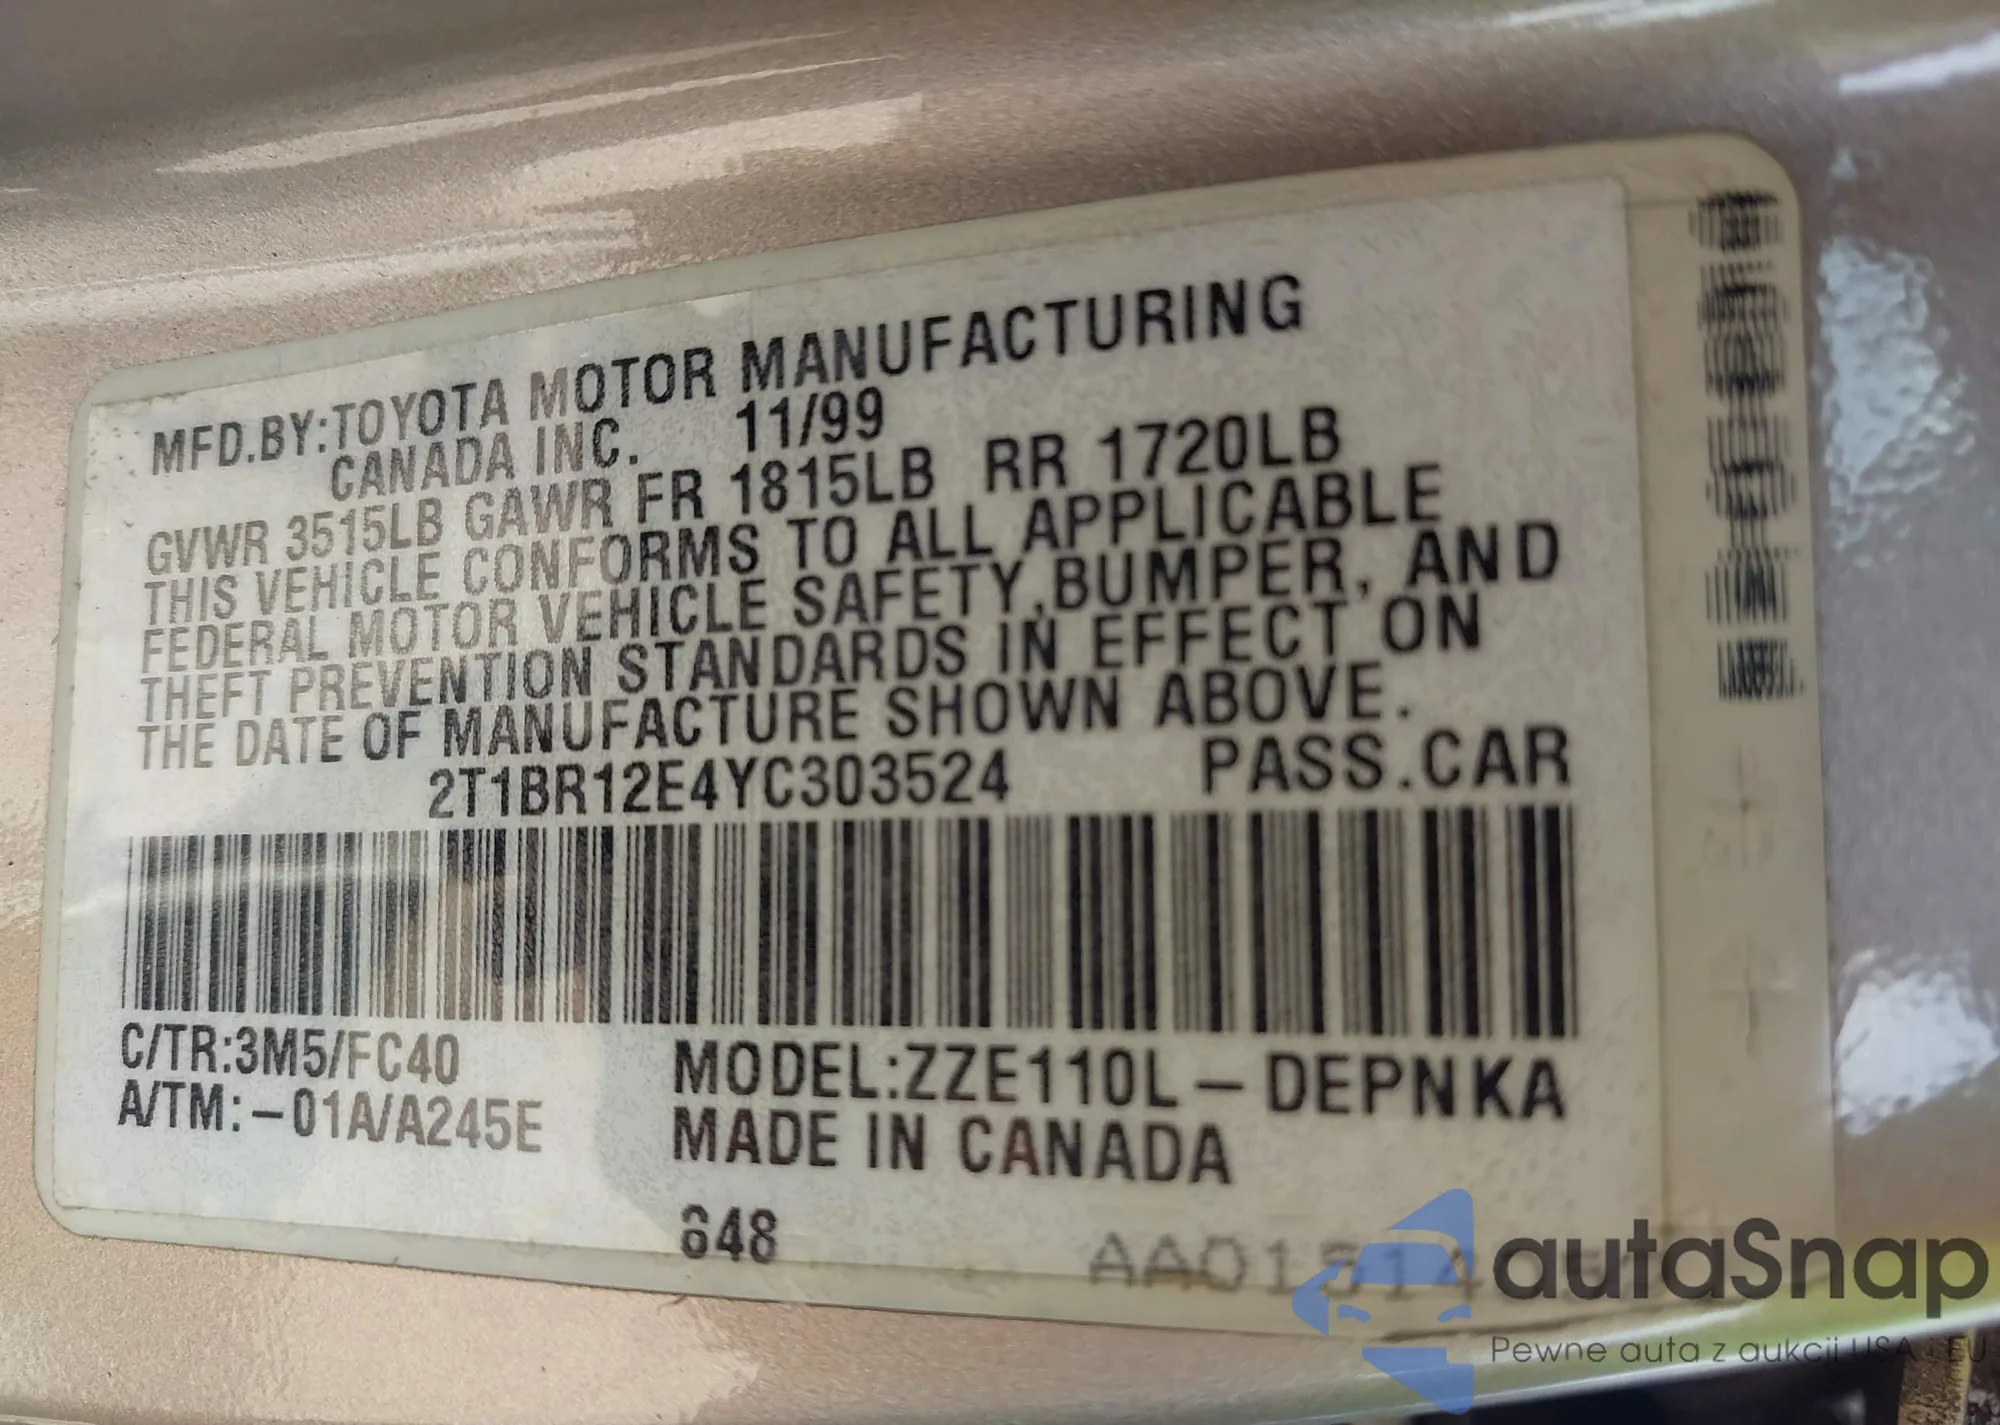 MFD.BY:TOYOTA MOTOR MANUFACTURING
CANADA INC. 11/99
GVWR 3515LB GAWR FR 1815LB RR 1720LB
THIS VEHICLE CONFORMS TO ALL APPLICABLE
FEDERAL MOTOR VEHICLE SAFETY,BUMPER, AND
THEFT PREVENTION STANDARDS IN EFFECT ON
THE DATE OF MANUFACTURE SHOWN ABOVE.
2T1BR12E4YC303524 PASS.CAR
C/TR:3M5/FC40
A/TM:-01A/A245E
MODEL:ZZE110L-DEPNKA
MADE IN CANADA
648
autaSnap
Pewne auta z aukcji USA i EU